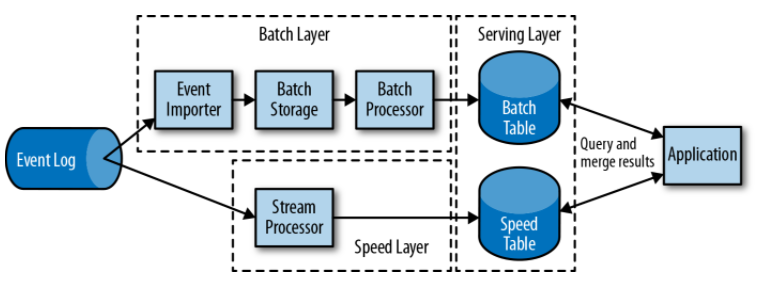 Batch Layer
Serving Layer
Event
Importer
Batch
Storage
Batch
Processor
Batch
Table
Event Log
Query and
merge results
Application
Stream
Processor
Speed
Table
Speed Layer